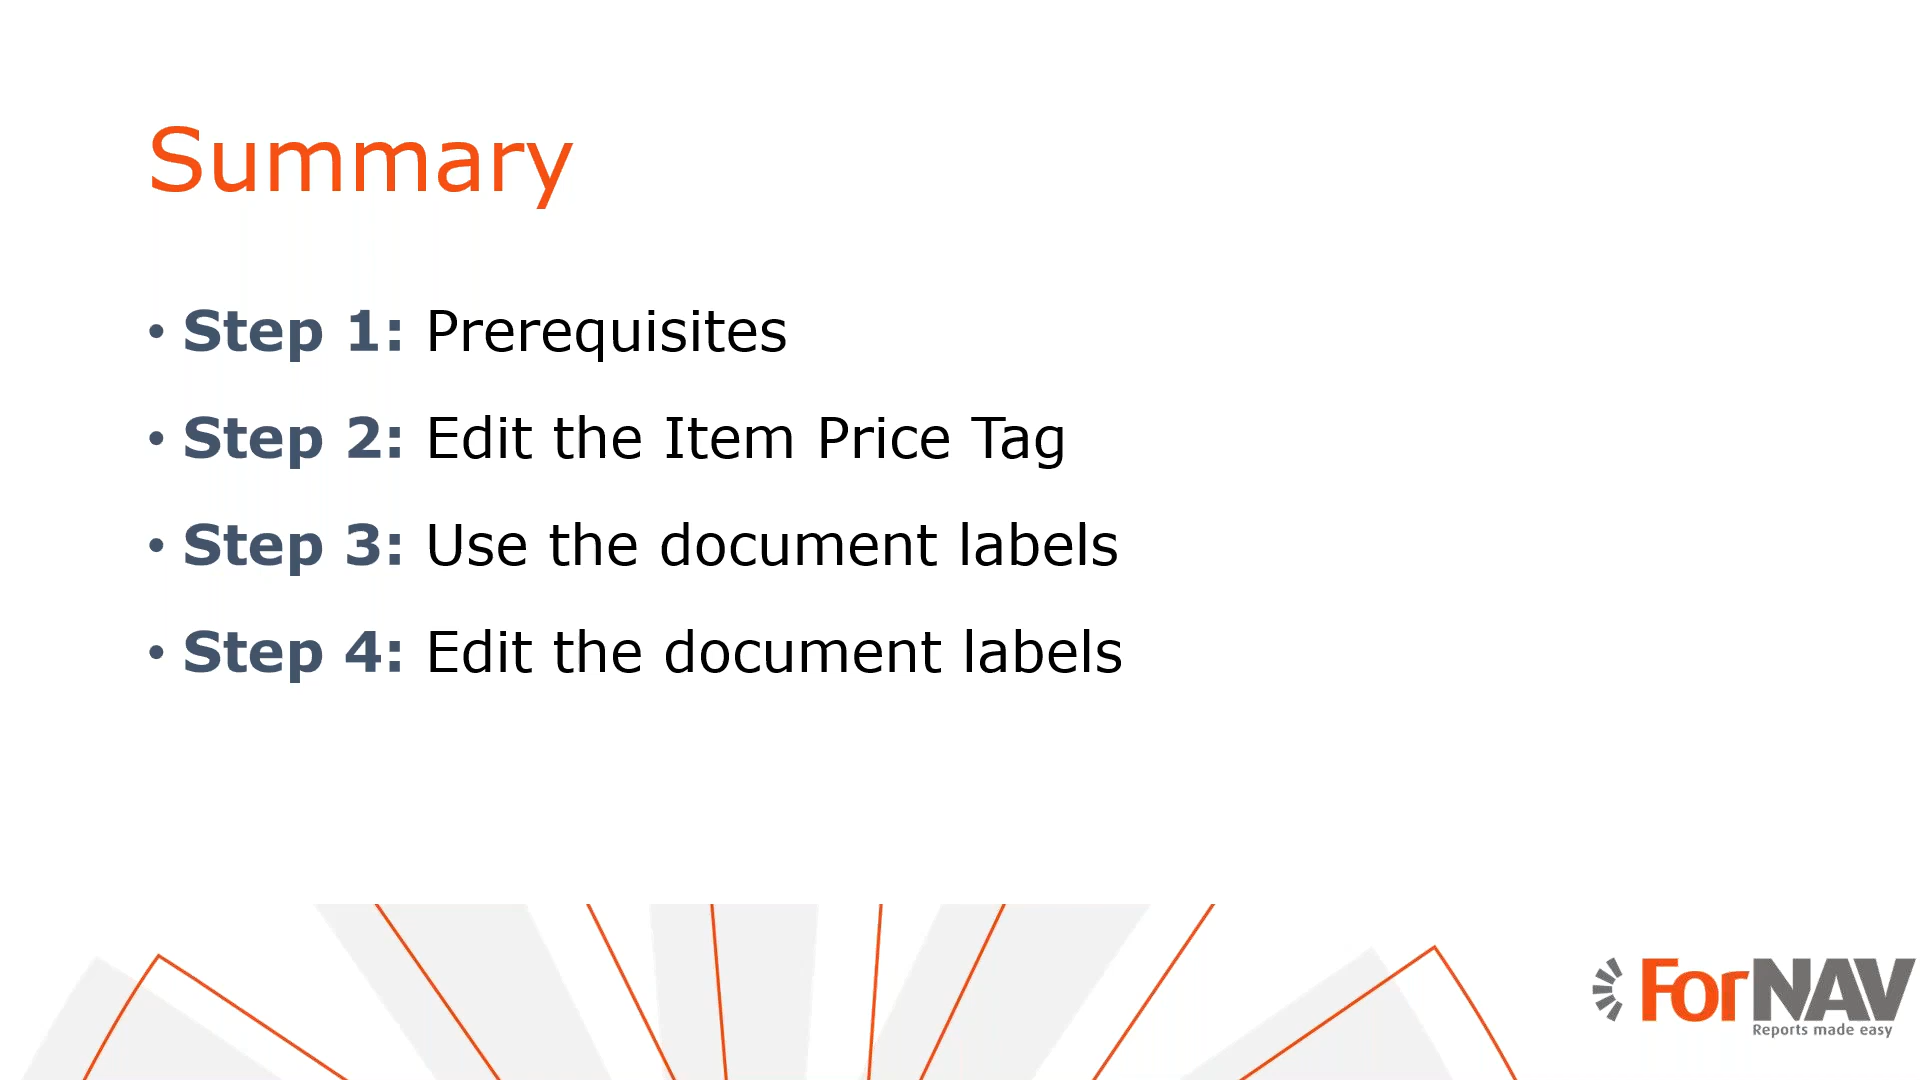 Summary
• Step 1: Prerequisites
• Step 2: Edit the Item Price Tag
• Step 3: Use the document labels
• Step 4: Edit the document labels
ForNAV
Reports made easy